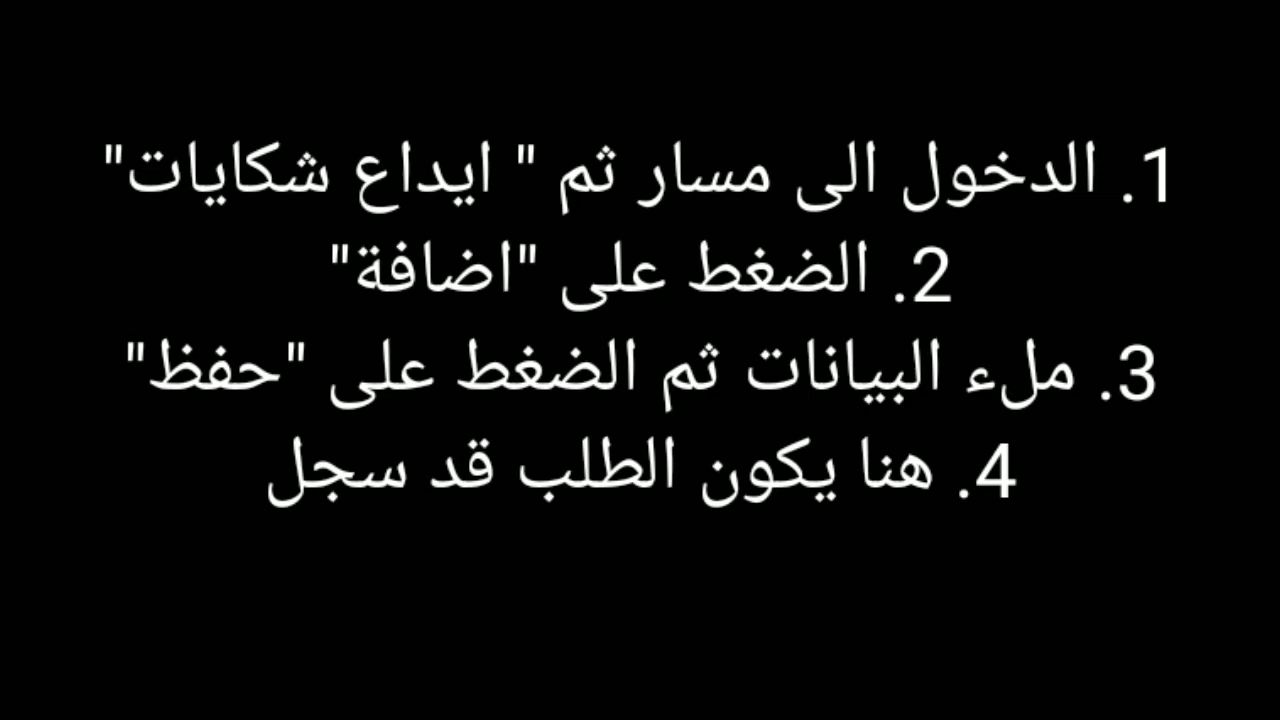 1. الدخول الى مسار ثم " ايداع شكايات"
2. الضغط على "اضافة"
3. ملء البيانات ثم الضغط على "حفظ"
4. هنا يكون الطلب قد سجل